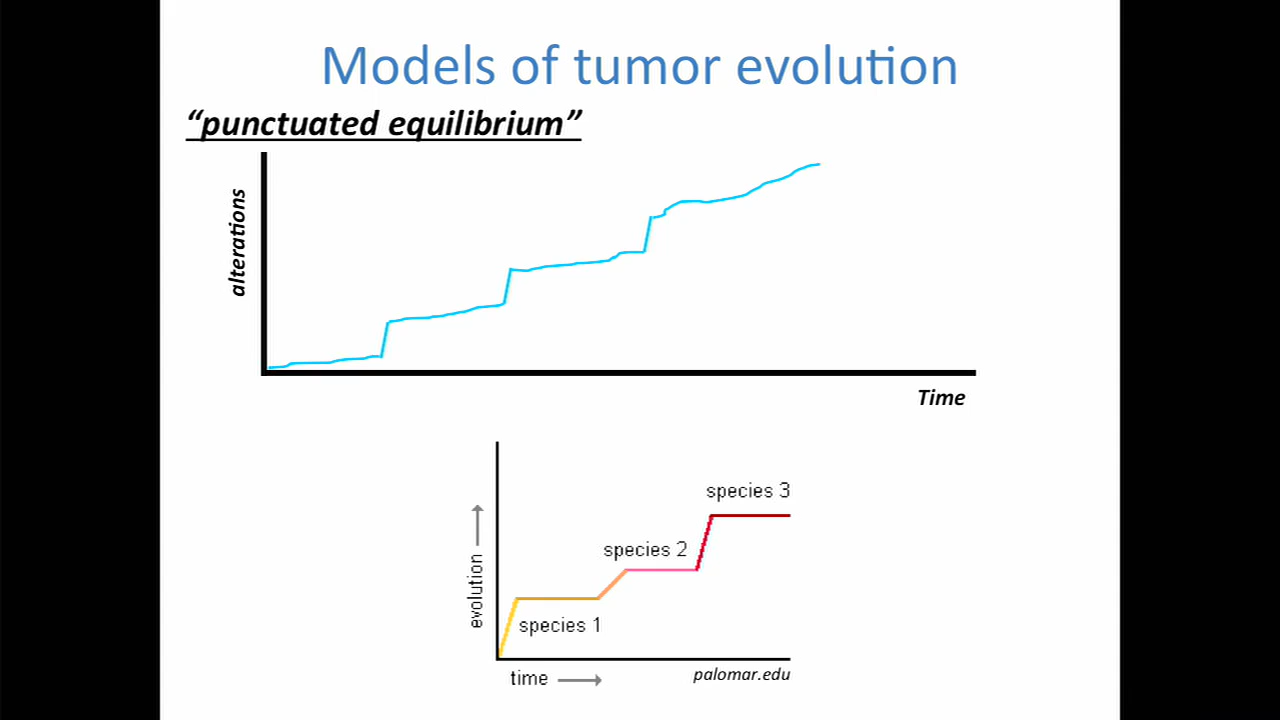 Models of tumor evolution
“punctuated equilibrium”
alterations
Time
species 3
species 2
evolution
species 1
time
palomar.edu